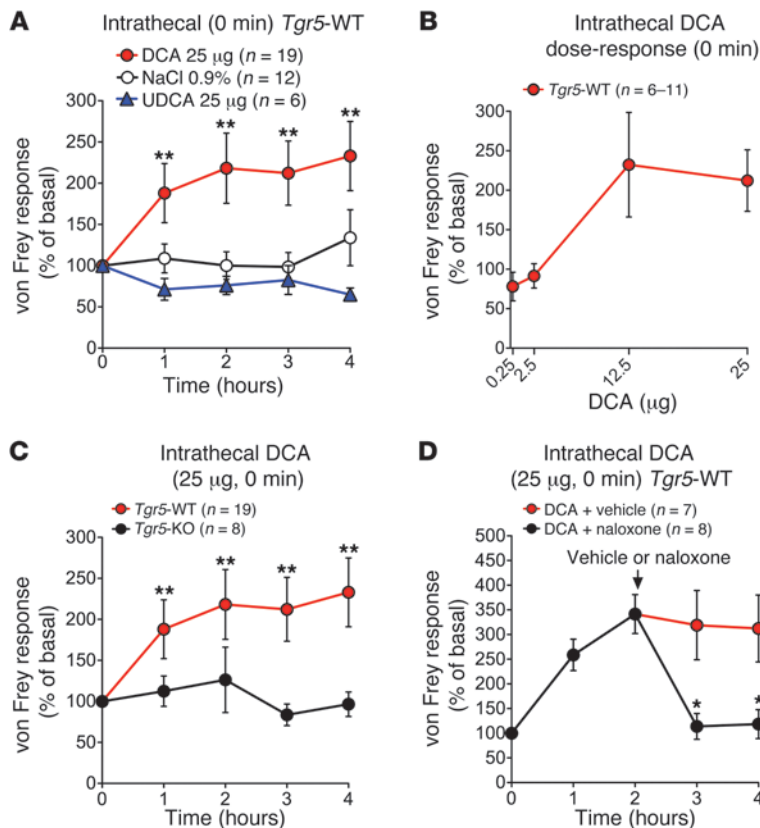 A
Intrathecal (0 min) Tgr5-WT
DCA 25 μg (n = 19)
NaCl 0.9% (n = 12)
UDCA 25 μg (n = 6)
von Frey response
(% of basal)
300
250
200
150
100
50
0
** ** ** **
0 1 2 3 4
Time (hours)
B
Intrathecal DCA
dose-response (0 min)
Tgr5-WT (n = 6–11)
von Frey response
(% of basal)
300
250
200
150
100
50
0
0.25 2.5 12.5 25
DCA (μg)
C
Intrathecal DCA
(25 μg, 0 min)
Tgr5-WT (n = 19)
Tgr5-KO (n = 8)
von Frey response
(% of basal)
300
250
200
150
100
50
0
** ** ** **
0 1 2 3 4
Time (hours)
D
Intrathecal DCA
(25 μg, 0 min) Tgr5-WT
DCA + vehicle (n = 7)
DCA + naloxone (n = 8)
Vehicle or naloxone
von Frey response
(% of basal)
500
450
400
350
300
250
200
150
100
50
0
* *
0 1 2 3 4
Time (hours)